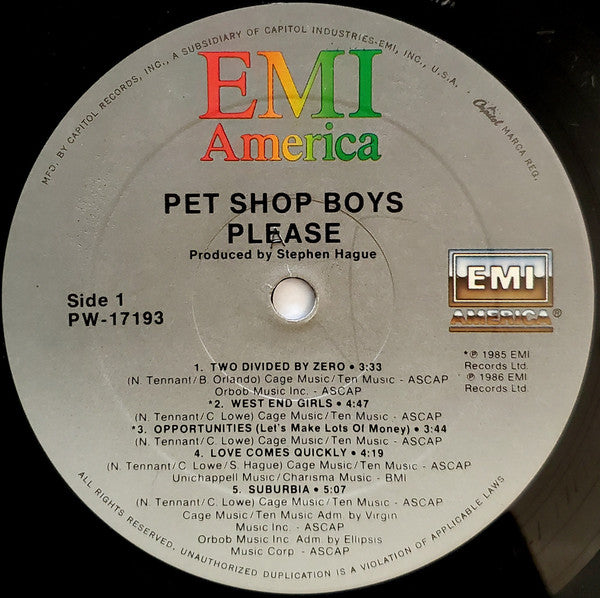 MFD. BY CAPITOL RECORDS, INC., A SUBSIDIARY OF CAPITOL INDUSTRIES-EMI, INC., U.S.A.
Capitol MARCA REG.
EMI
America
PET SHOP BOYS
PLEASE
Produced by Stephen Hague
Side 1
PW-17193
EMI
AMERICA®
*℗ 1985 EMI
Records Ltd.
℗ 1986 EMI
Records Ltd.
1. TWO DIVIDED BY ZERO • 3:33
(N. Tennant/B. Orlando) Cage Music/Ten Music - ASCAP
Orbob Music Inc. - ASCAP
*2. WEST END GIRLS • 4:47
(N. Tennant/C. Lowe) Cage Music/Ten Music - ASCAP
*3. OPPORTUNITIES (Let's Make Lots Of Money) • 3:44
(N. Tennant/C. Lowe) Cage Music/Ten Music - ASCAP
4. LOVE COMES QUICKLY • 4:19
(N. Tennant/C. Lowe/S. Hague) Cage Music/Ten Music - ASCAP
Unichappell Music/Charisma Music - BMI
5. SUBURBIA • 5:07
(N. Tennant/C. Lowe) Cage Music/Ten Music - ASCAP
Cage Music/Ten Music Adm. by Virgin
Music Inc. - ASCAP
Orbob Music Inc. Adm. by Ellipsis
Music Corp - ASCAP
ALL RIGHTS RESERVED. UNAUTHORIZED DUPLICATION IS A VIOLATION OF APPLICABLE LAWS